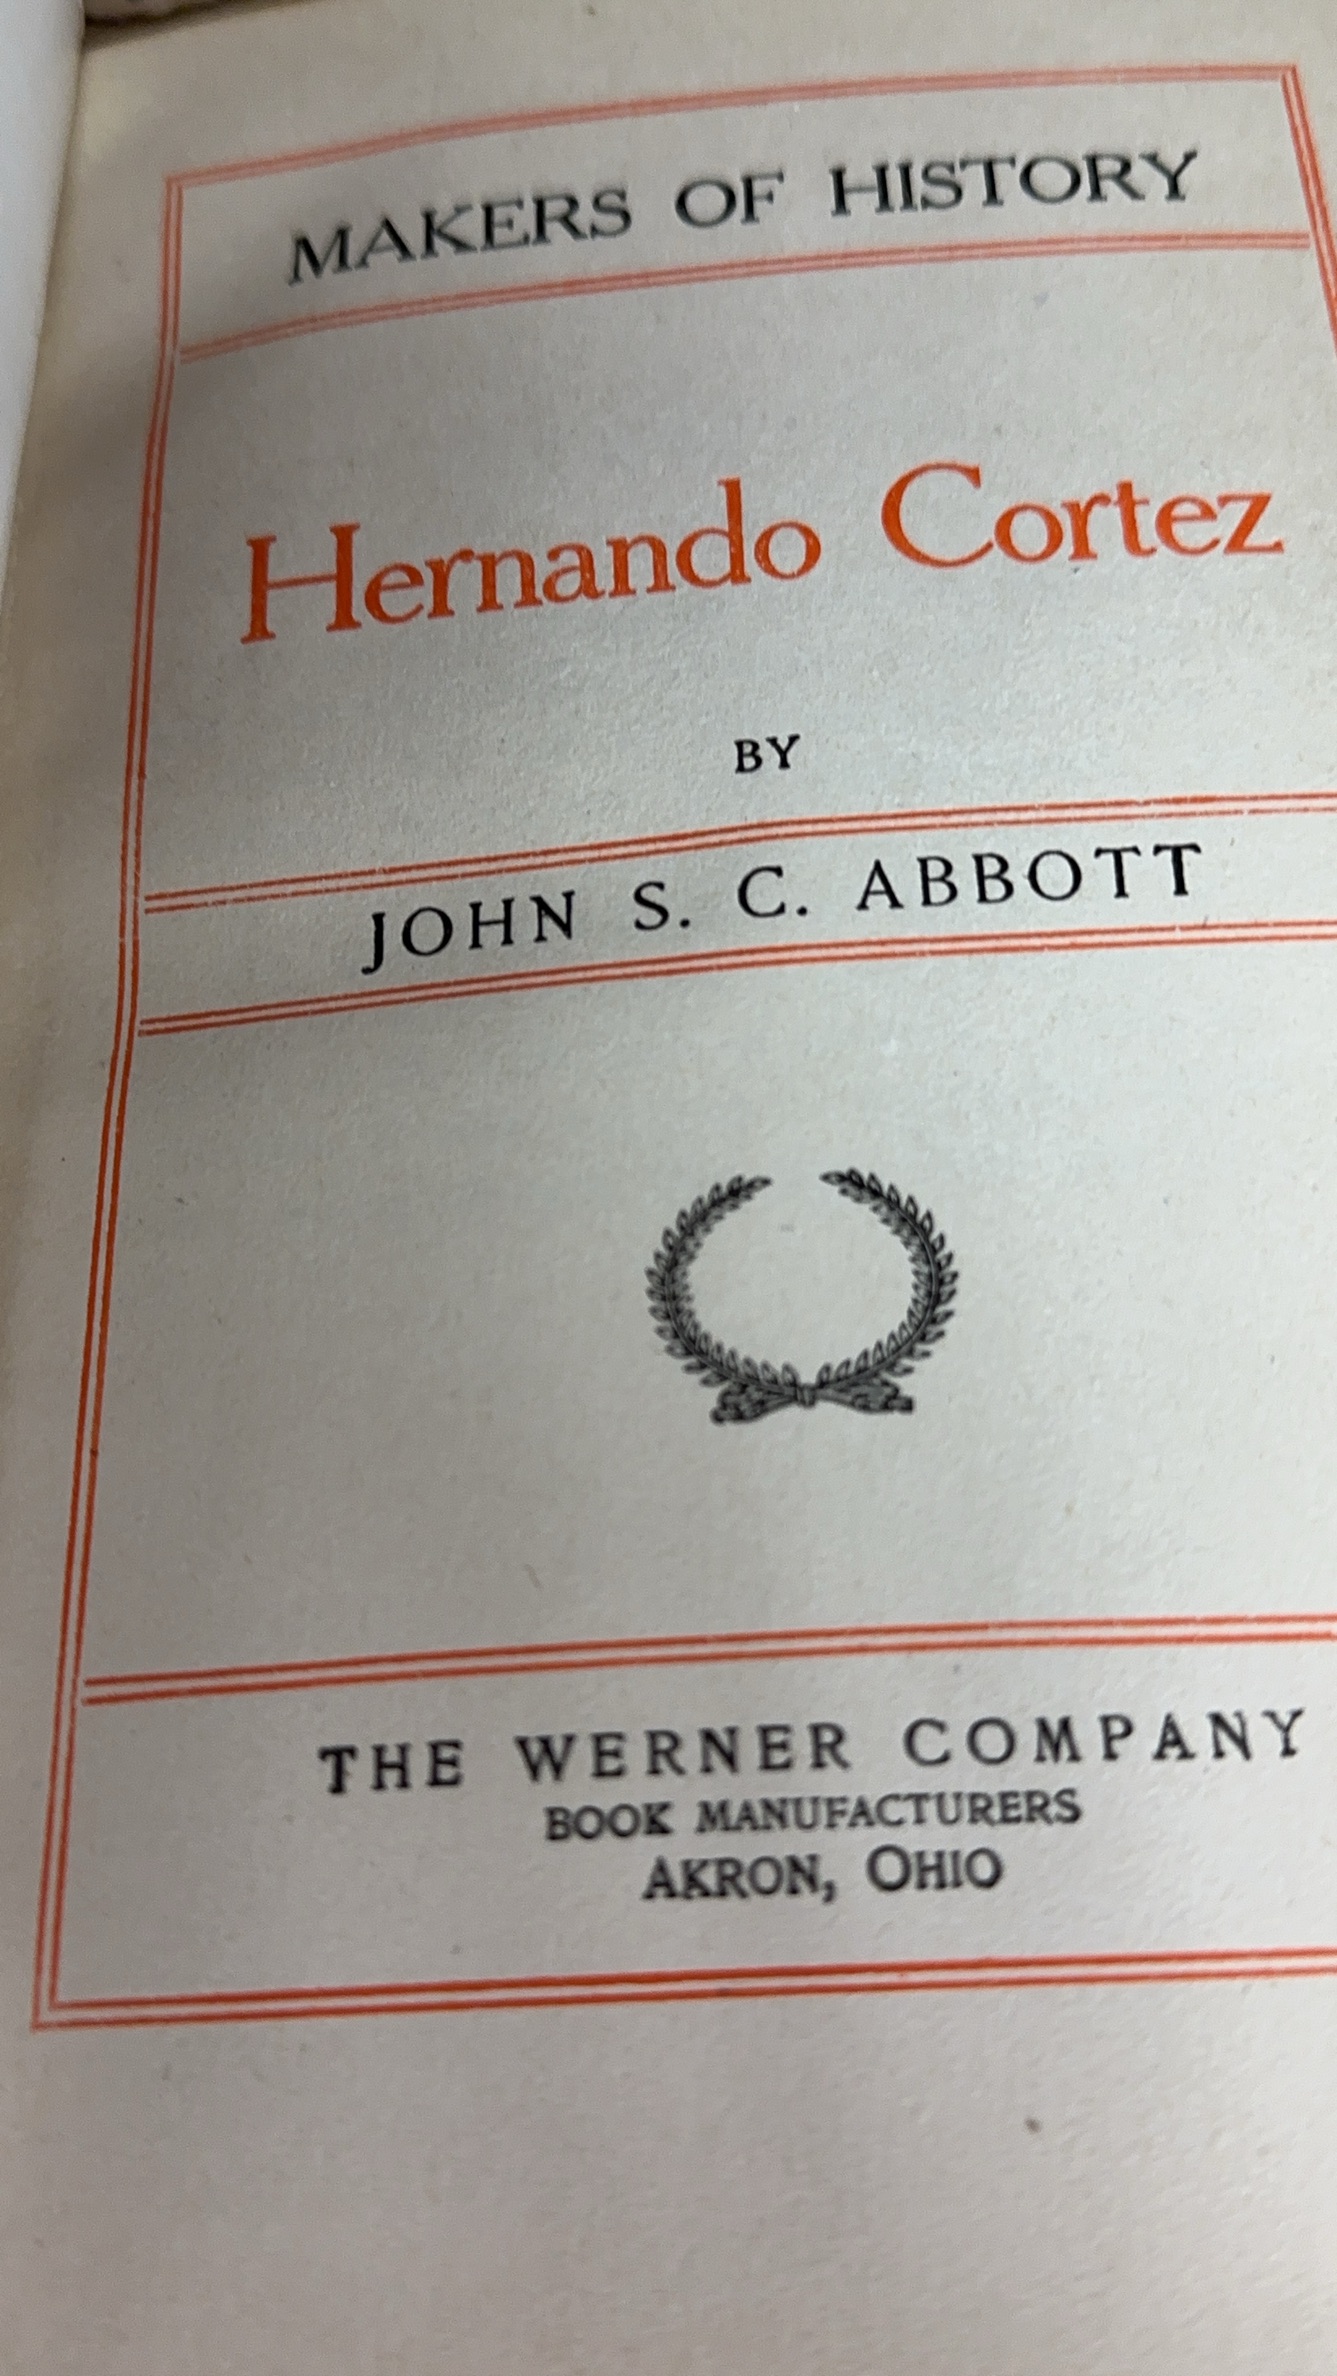 MAKERS OF HISTORY
Hernando Cortez
BY
JOHN S. C. ABBOTT
THE WERNER COMPANY
BOOK MANUFACTURERS
AKRON, OHIO